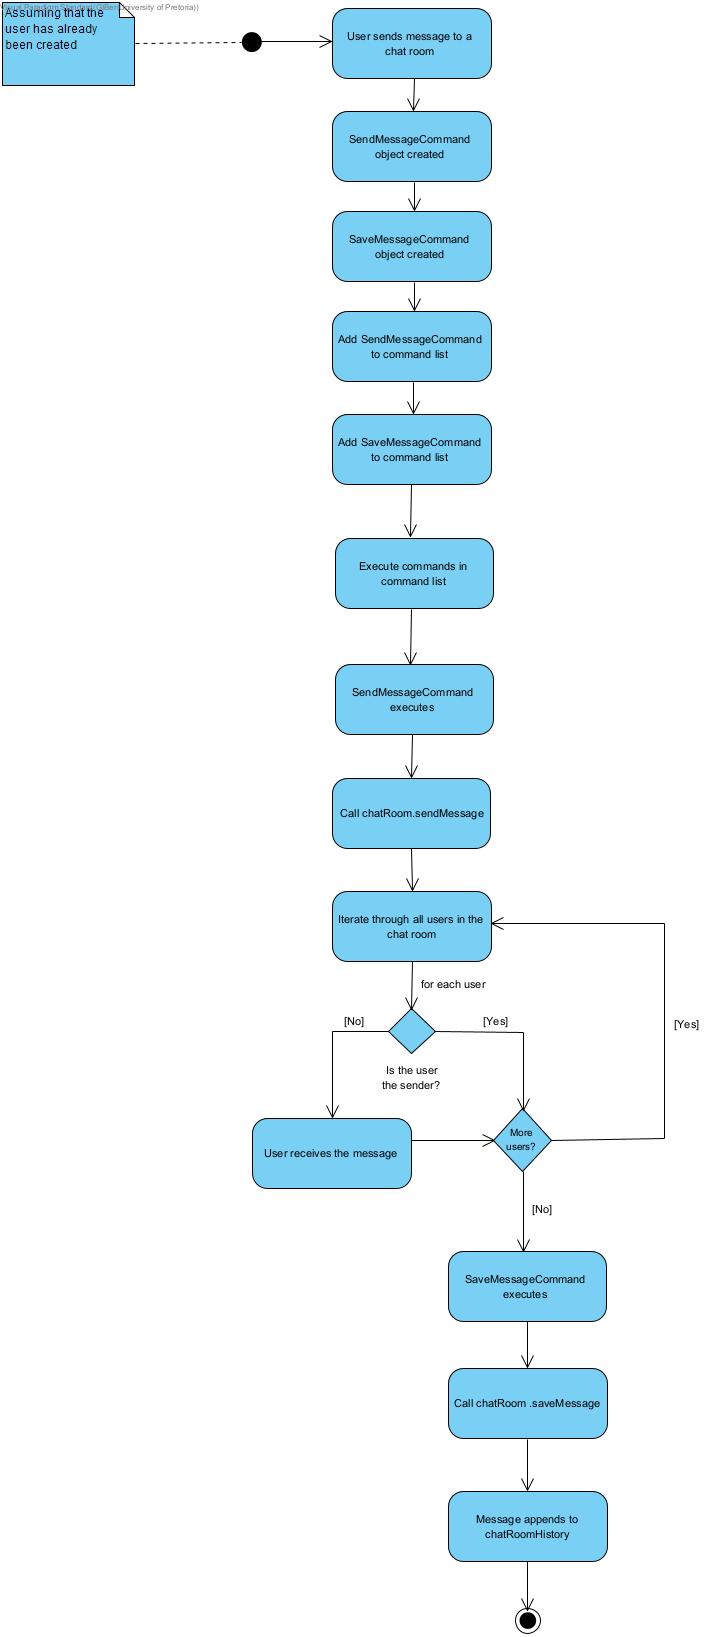 Visual Paradigm Standard(Gilbert(University of Pretoria))
Assuming that the
user has already
been created
User sends message to a
chat room
SendMessageCommand
object created
SaveMessageCommand
object created
Add SendMessageCommand
to command list
Add SaveMessageCommand
to command list
Execute commands in
command list
SendMessageCommand
executes
Call chatRoom.sendMessage
Iterate through all users in the
chat room
for each user
[No]
[Yes]
[Yes]
Is the user
the sender?
More
users?
User receives the message
[No]
SaveMessageCommand
executes
Call chatRoom .saveMessage
Message appends to
chatRoomHistory